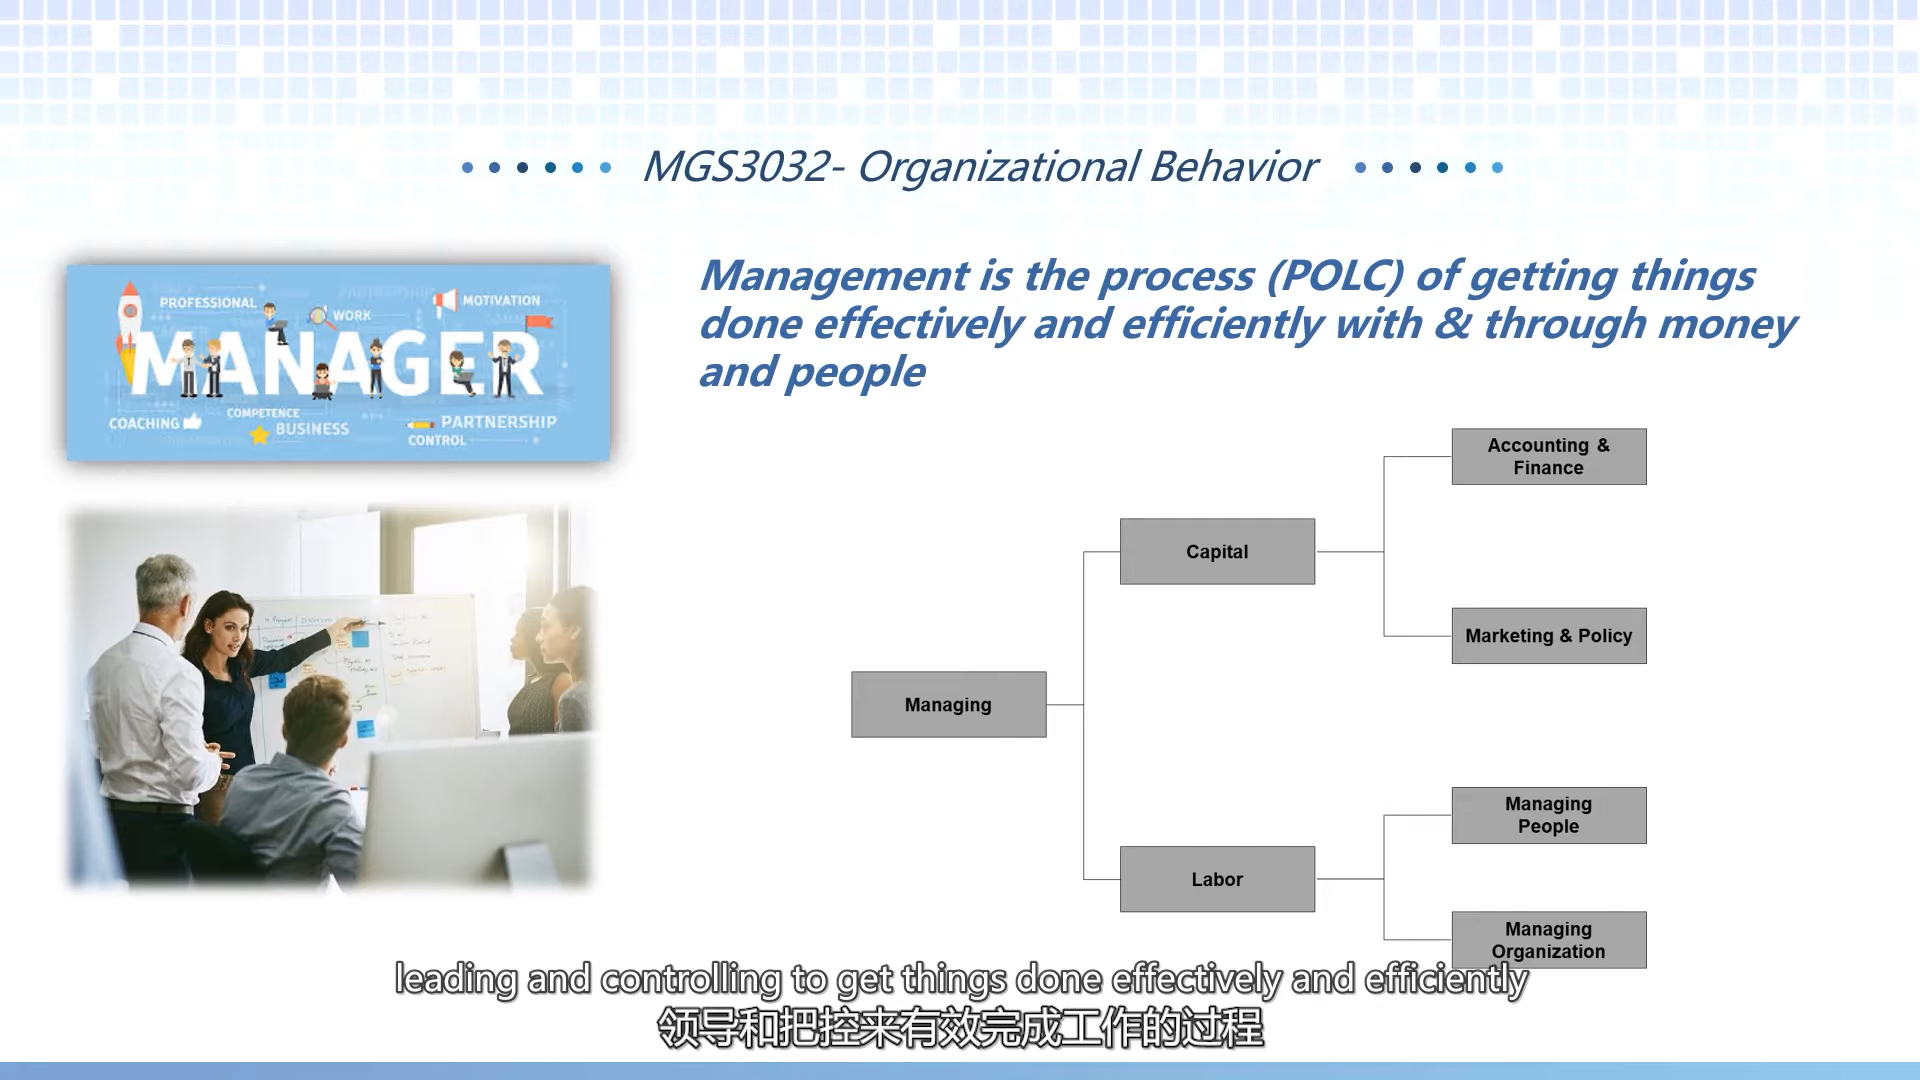 MGS3032- Organizational Behavior
PROFESSIONAL
WORK
MOTIVATION
MANAGER
COACHING
COMPETENCE
BUSINESS
PARTNERSHIP
CONTROL
Management is the process (POLC) of getting things
done effectively and efficiently with & through money
and people
Accounting &
Finance
Capital
Marketing & Policy
Managing
Managing
People
Labor
Managing
Organization
leading and controlling to get things done effectively and efficiently
领导和把控来有效完成工作的过程